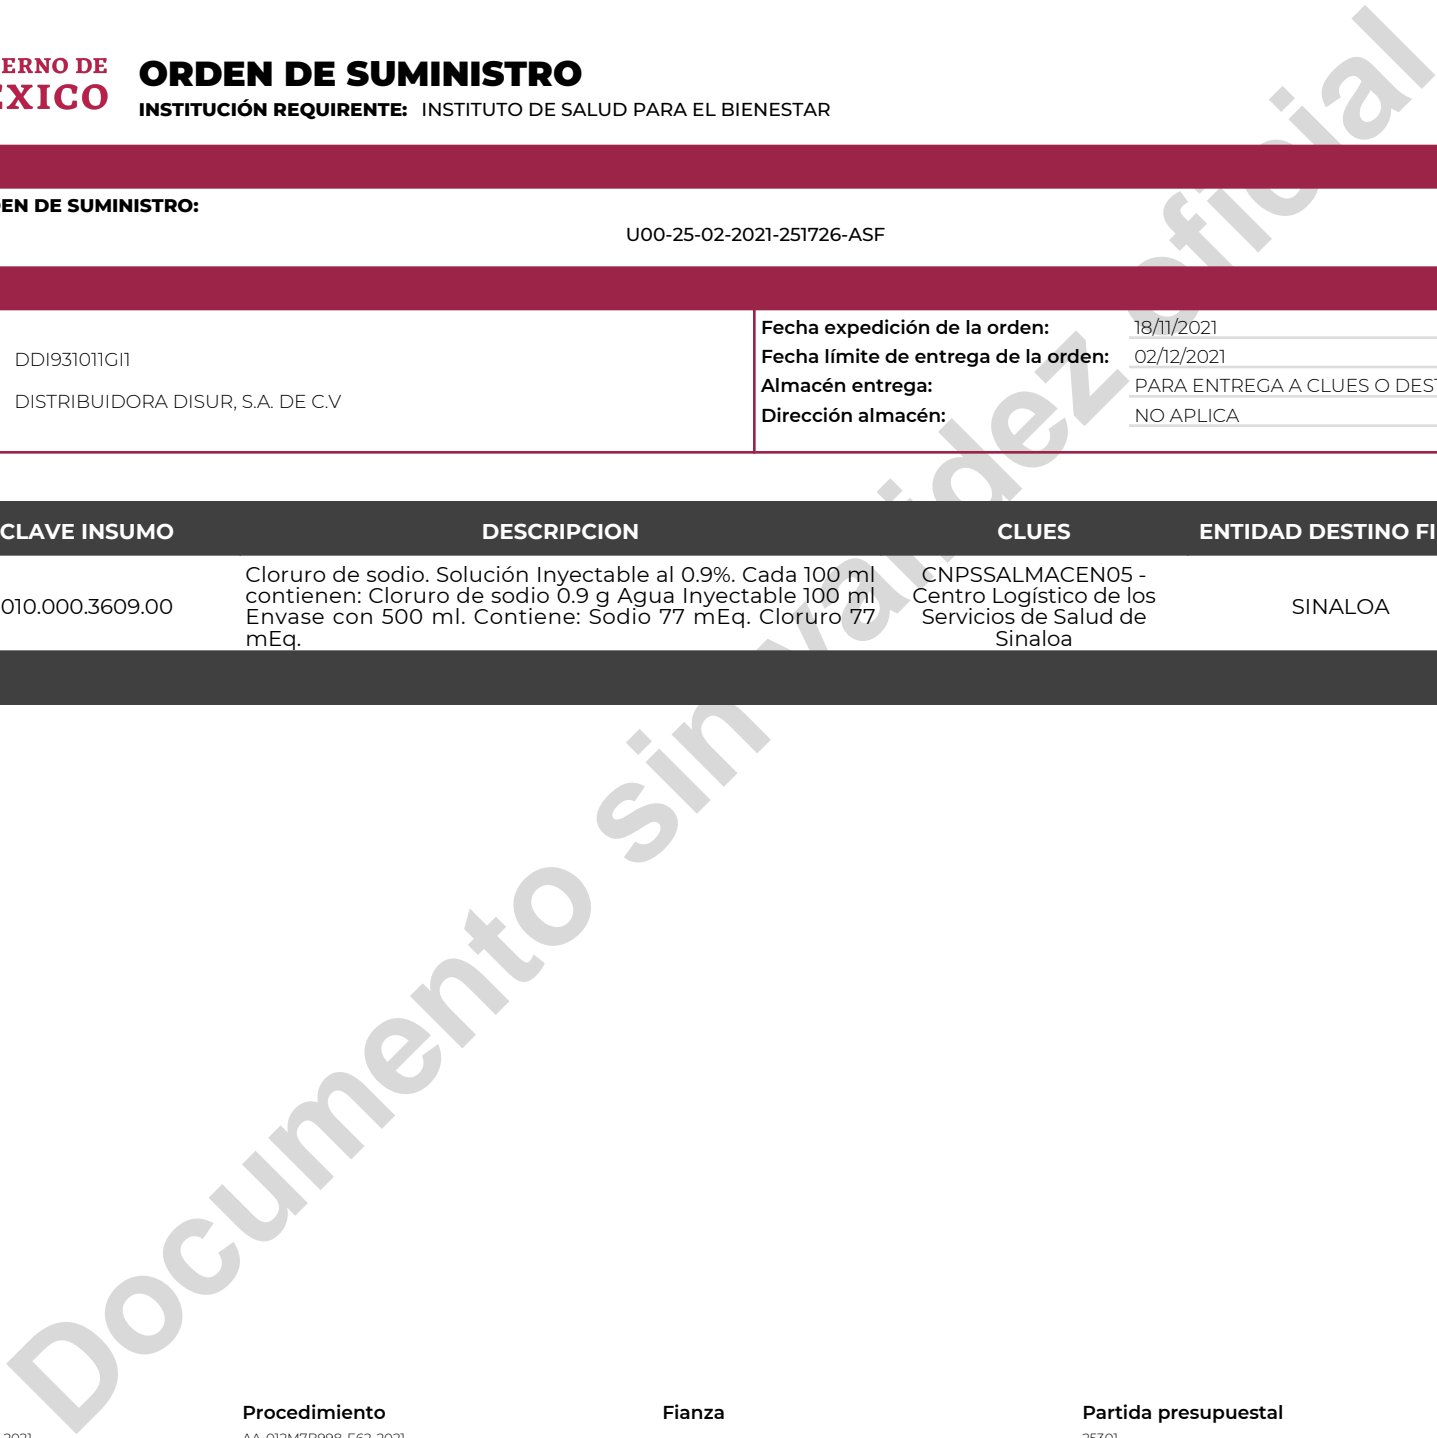 ERNO DE
EXICO
ORDEN DE SUMINISTRO
INSTITUCIÓN REQUIRENTE: INSTITUTO DE SALUD PARA EL BIENESTAR
EN DE SUMINISTRO:
U00-25-02-2021-251726-ASF
DDI931011GI1
DISTRIBUIDORA DISUR, S.A. DE C.V
Fecha expedición de la orden: 18/11/2021
Fecha límite de entrega de la orden: 02/12/2021
Almacén entrega: PARA ENTREGA A CLUES O DEST
Dirección almacén: NO APLICA
CLAVE INSUMO DESCRIPCION CLUES ENTIDAD DESTINO FI
010.000.3609.00
Cloruro de sodio. Solución Inyectable al 0.9%. Cada 100 ml
contienen: Cloruro de sodio 0.9 g Agua Inyectable 100 ml
Envase con 500 ml. Contiene: Sodio 77 mEq. Cloruro 77
mEq.
CNPSSALMACEN05 -
Centro Logístico de los
Servicios de Salud de
Sinaloa
SINALOA
Documento sin validez oficial
Procedimiento Fianza Partida presupuestal